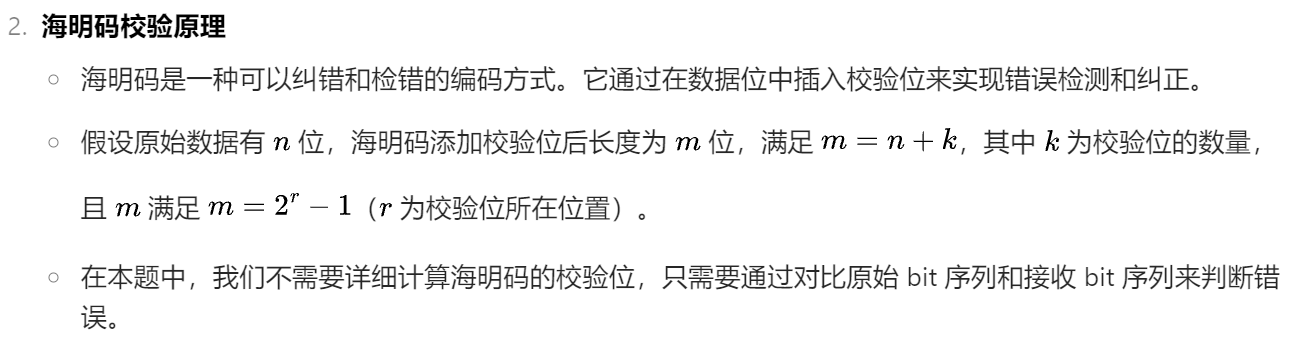 2. 海明码校验原理
○ 海明码是一种可以纠错和检错的编码方式。它通过在数据位中插入校验位来实现错误检测和纠正。
○ 假设原始数据有 n 位，海明码添加校验位后长度为 m 位，满足 m = n + k，其中 k 为校验位的数量，
且 m 满足 m = 2^r − 1（r 为校验位所在位置）。
○ 在本题中，我们不需要详细计算海明码的校验位，只需要通过对比原始 bit 序列和接收 bit 序列来判断错
误。